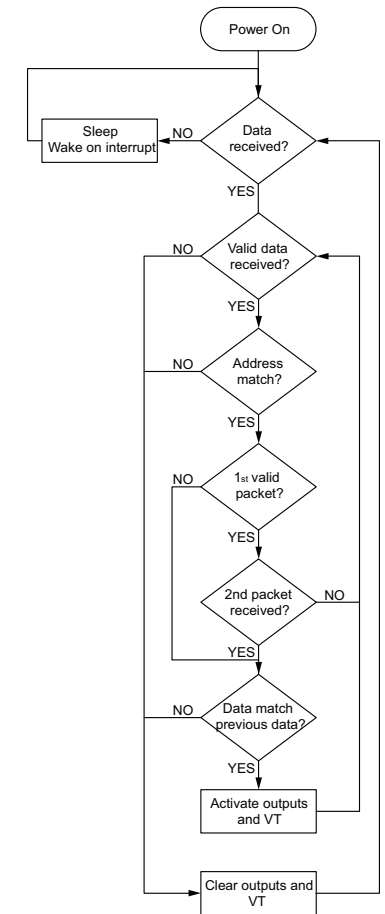 Power On
Sleep
Wake on interrupt
NO
Data
received?
YES
NO
Valid data
received?
YES
NO
Address
match?
YES
NO
1st valid
packet?
YES
2nd packet
received?
NO
YES
NO
Data match
previous data?
YES
Activate outputs
and VT
Clear outputs and
VT